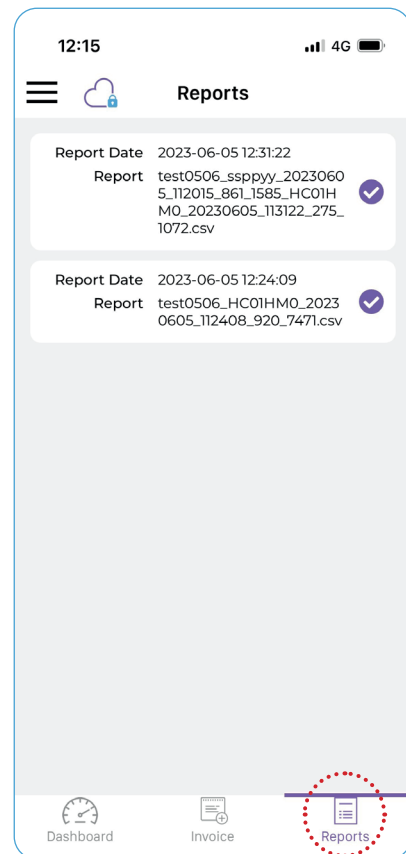 12:15 4G
Reports
Report Date 2023-06-05 12:31:22
Report test0506_ssppyy_2023060
5_112015_861_1585_HC01H
M0_20230605_113122_275_
1072.csv
Report Date 2023-06-05 12:24:09
Report test0506_HC01HM0_2023
0605_112408_920_7471.csv
Dashboard Invoice Reports